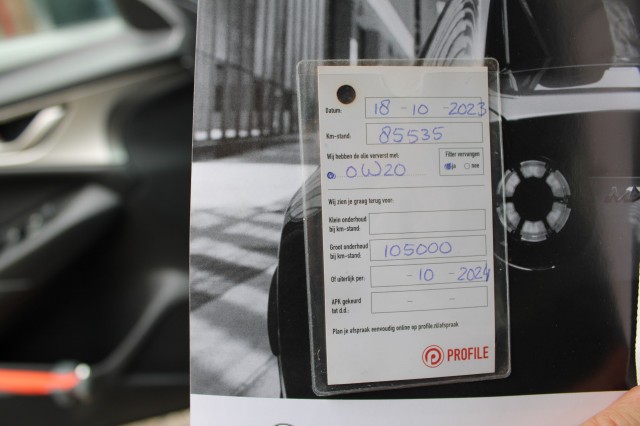 Datum: 18 - 10 - 2023
Km-stand: 85535
Wij hebben de olie ververst met: Filter vervangen
0W20 ja nee
Wij zien je graag terug voor:
Klein onderhoud
bij km-stand:
Groot onderhoud
bij km-stand: 105000
Of uiterlijk per: - 10 - 2024
APK gekeurd
tot d.d.: - -
Plan je afspraak eenvoudig online op profile.nl/afspraak
PROFILE